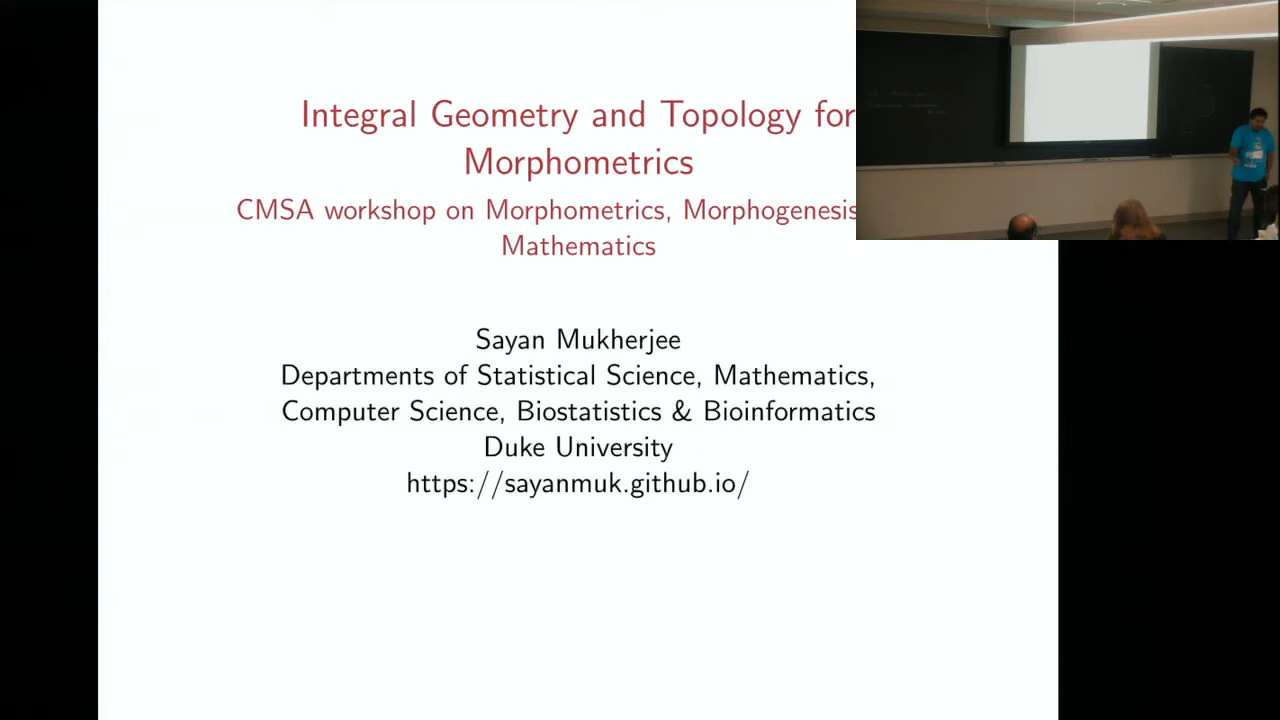 Integral Geometry and Topology for
Morphometrics
CMSA workshop on Morphometrics, Morphogenesis
Mathematics
Sayan Mukherjee
Departments of Statistical Science, Mathematics,
Computer Science, Biostatistics & Bioinformatics
Duke University
https://sayanmuk.github.io/